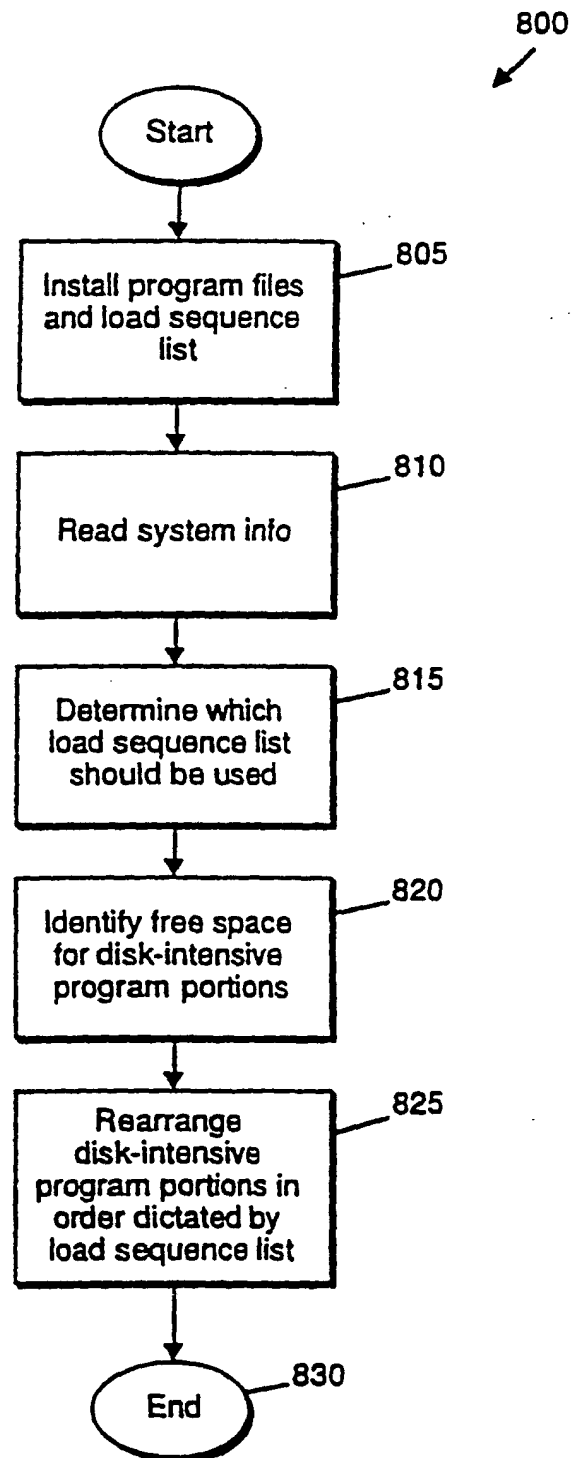 800
Start
805
Install program files
and load sequence
list
810
Read system info
815
Determine which
load sequence list
should be used
820
Identify free space
for disk-intensive
program portions
825
Rearrange
disk-intensive
program portions in
order dictated by
load sequence list
830
End